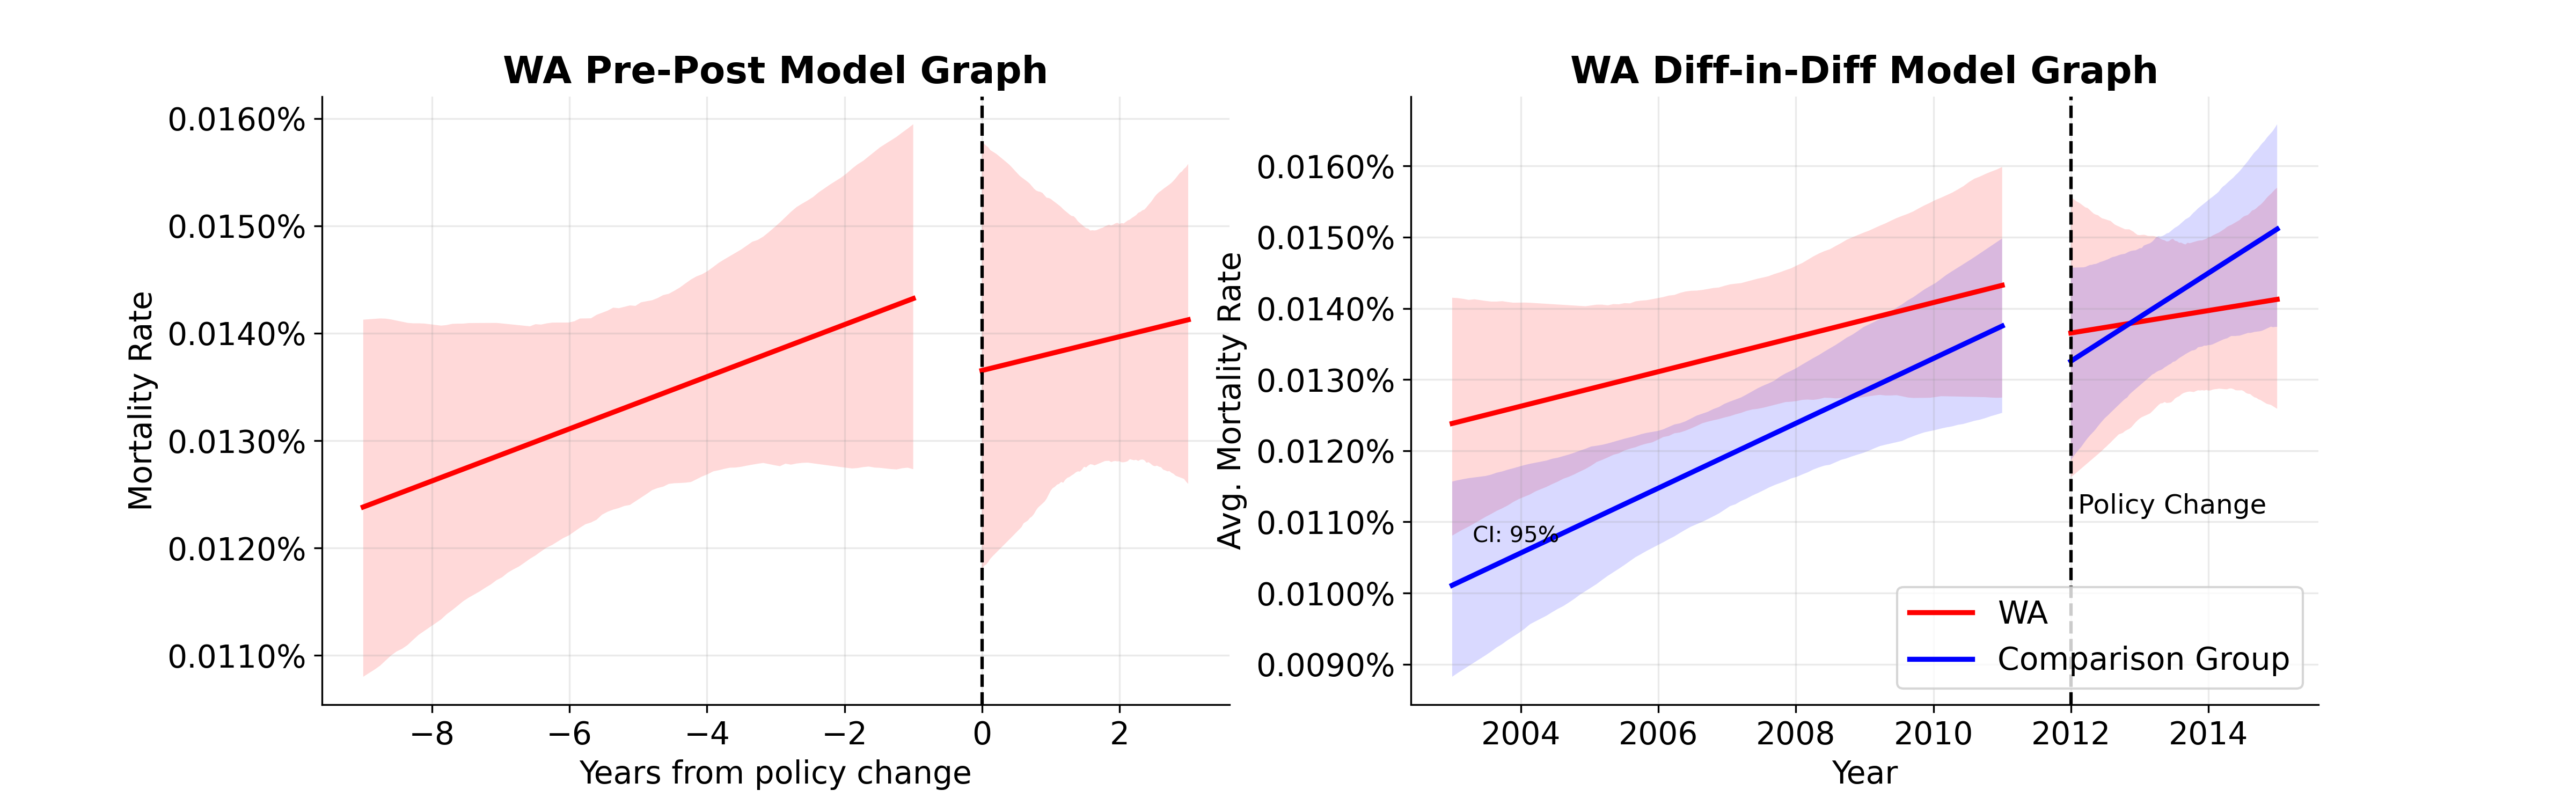 WA Pre-Post Model Graph
0.0160%
0.0150%
0.0140%
0.0130%
0.0120%
0.0110%
Mortality Rate
−8
−6
−4
−2
0
2
Years from policy change
WA Diff-in-Diff Model Graph
0.0160%
0.0150%
0.0140%
0.0130%
0.0120%
0.0110%
0.0100%
0.0090%
Avg. Mortality Rate
CI: 95%
Policy Change
WA
Comparison Group
2004
2006
2008
2010
2012
2014
Year